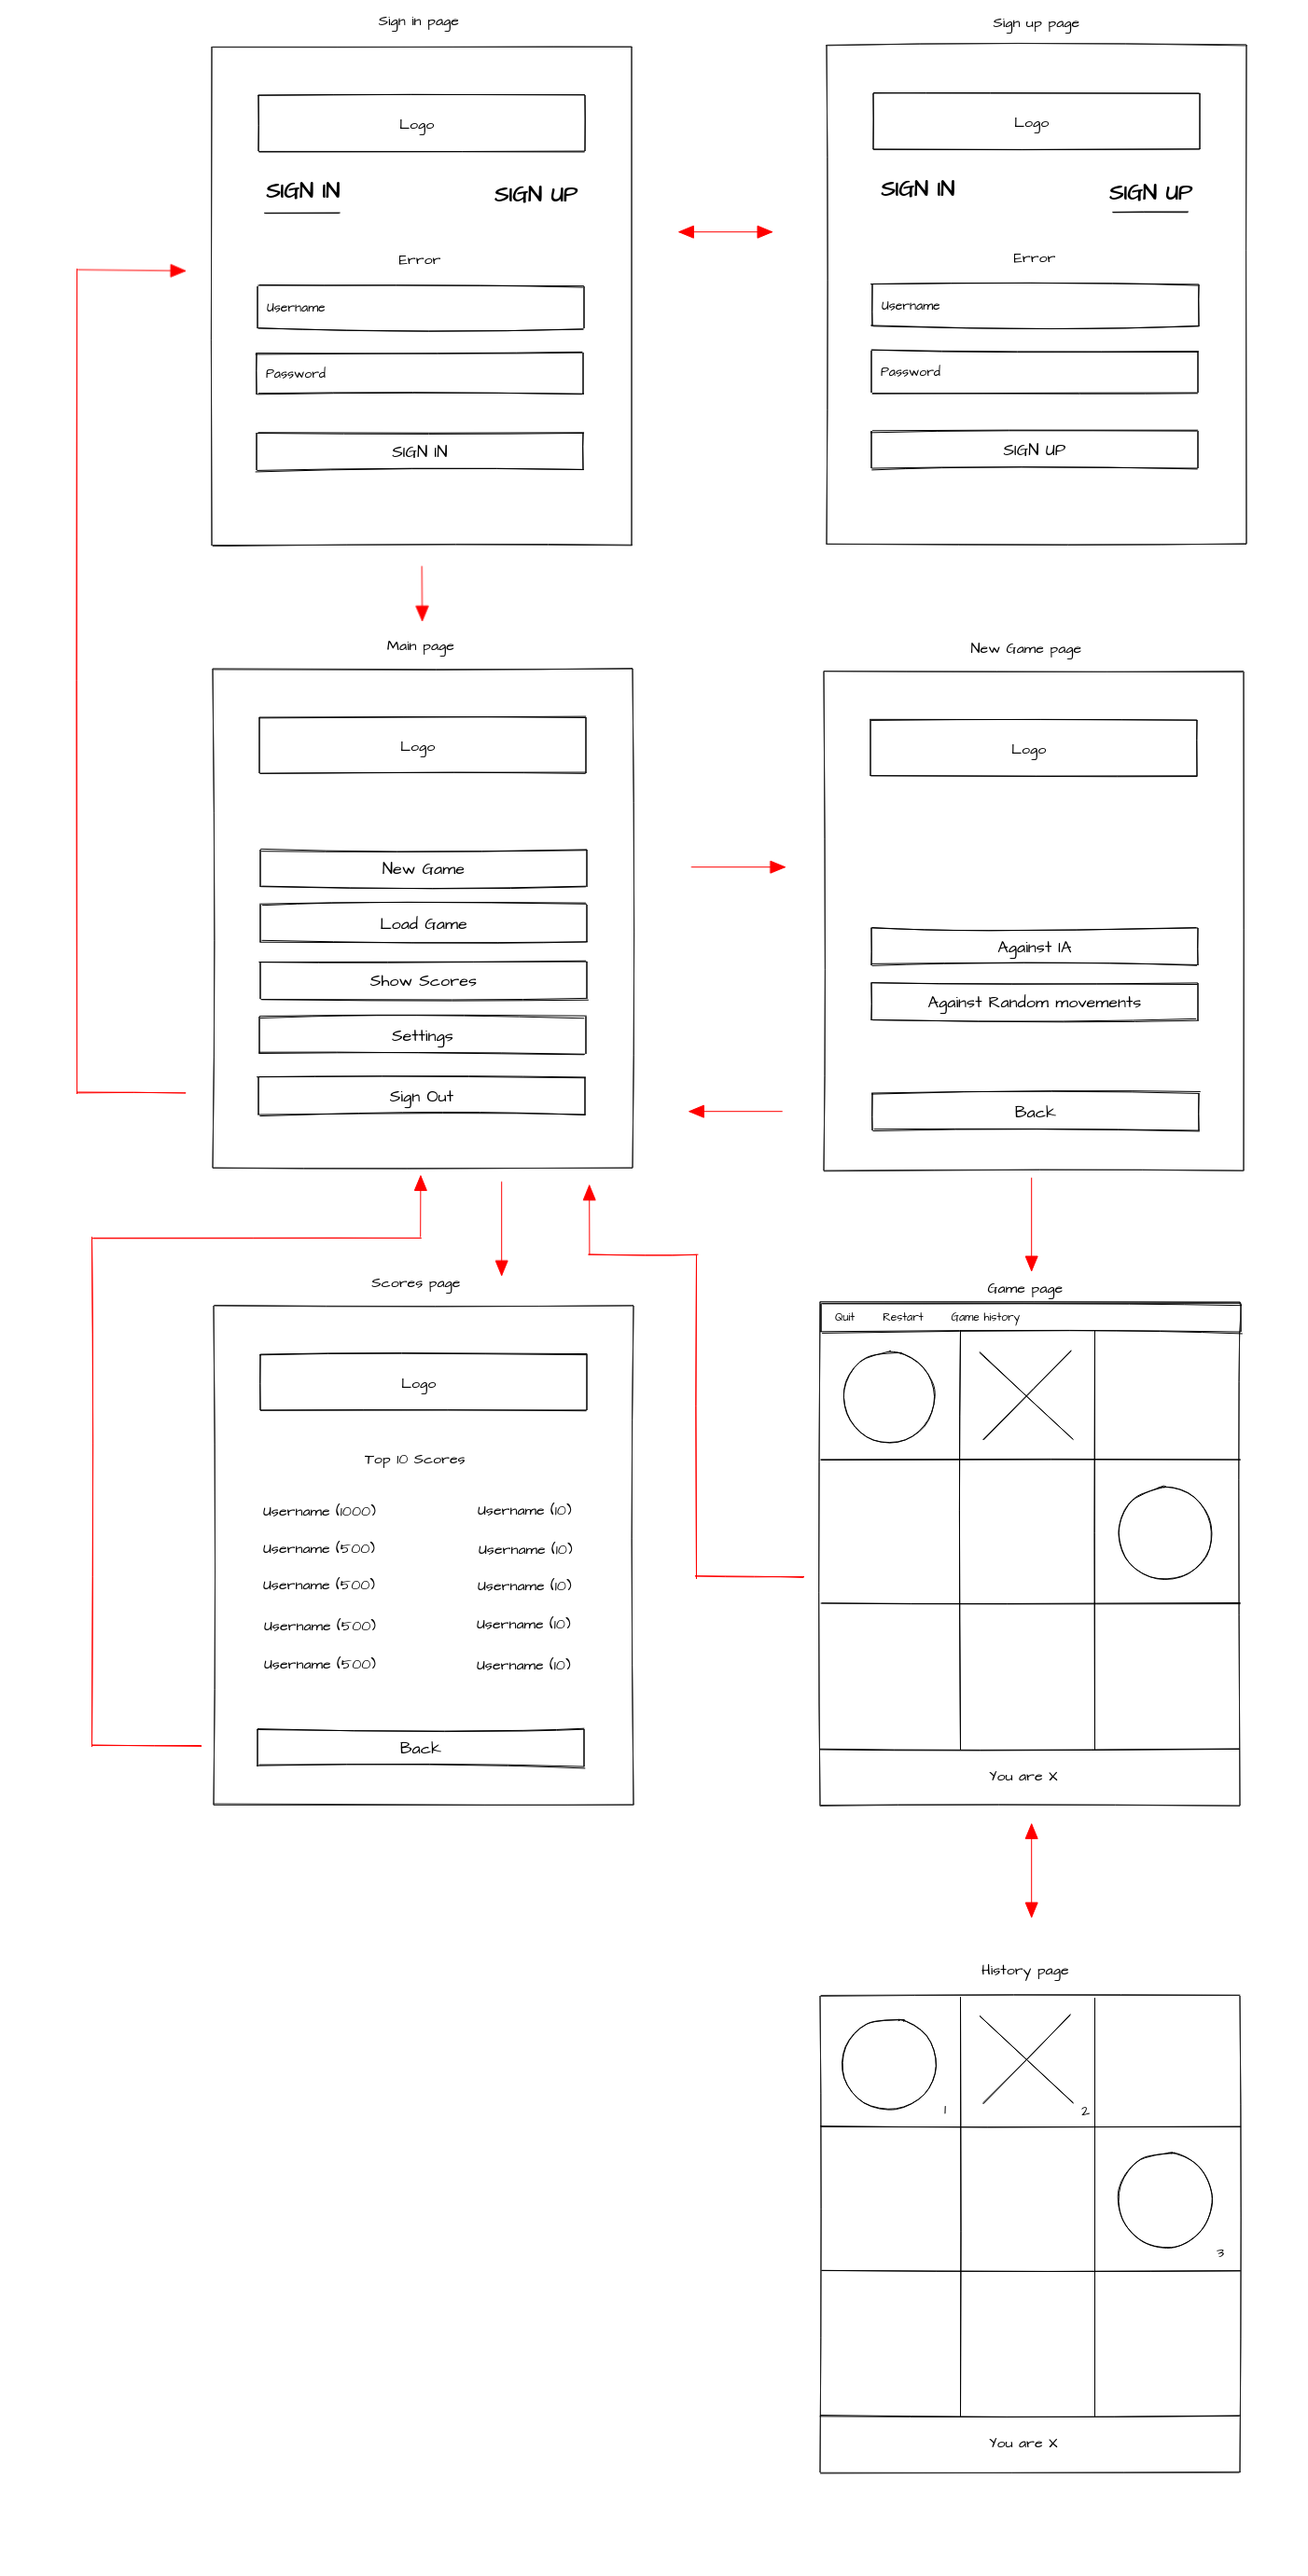 Sign in page
Logo
SIGN IN
SIGN UP
Error
Username
Password
SIGN IN
Sign up page
Logo
SIGN IN
SIGN UP
Error
Username
Password
SIGN UP
Main page
Logo
New Game
Load Game
Show Scores
Settings
Sign Out
New Game page
Logo
Against IA
Against Random movements
Back
Scores page
Logo
Top 10 Scores
Username (1000) Username (10)
Username (500) Username (10)
Username (500) Username (10)
Username (500) Username (10)
Username (500) Username (10)
Back
Game page
Quit Restart Game history
You are X
History page
1
2
3
You are X